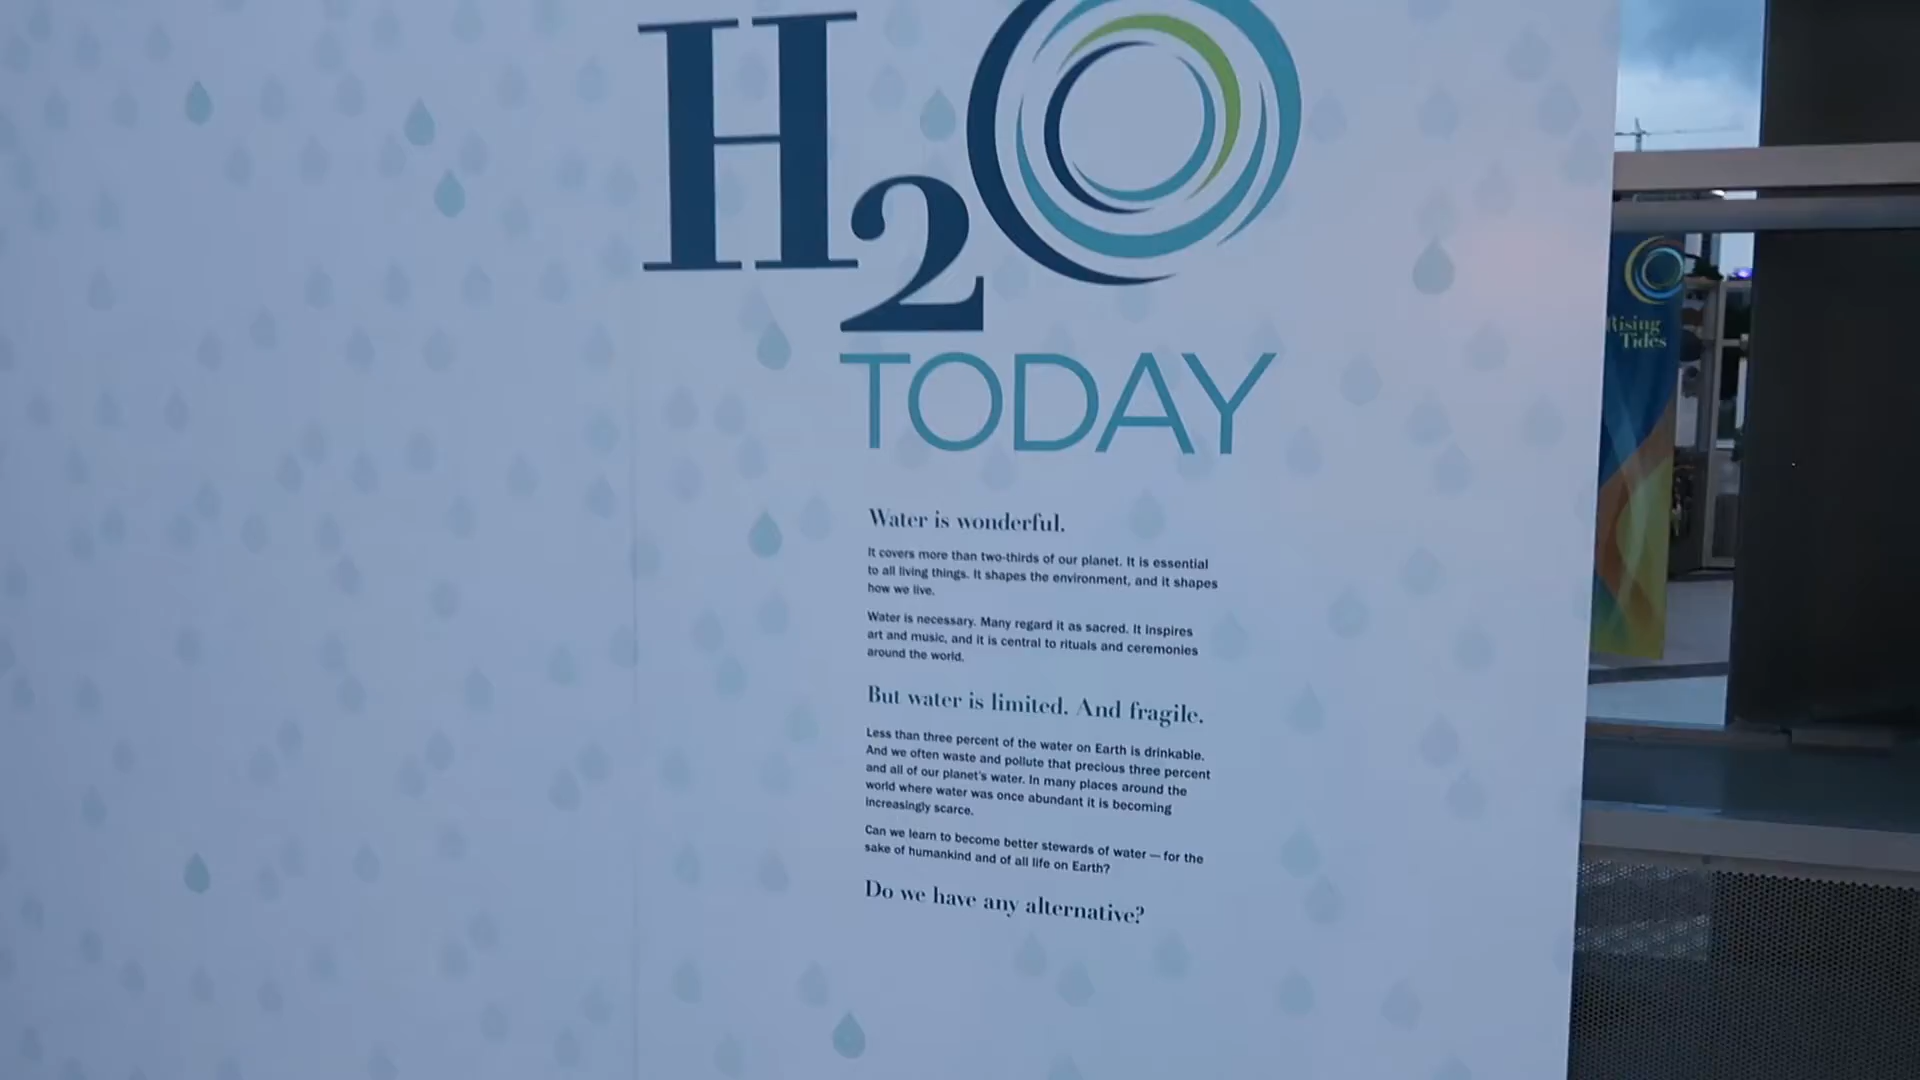 H2O
TODAY
Water is wonderful.
It covers more than two-thirds of our planet. It is essential
to all living things. It shapes the environment, and it shapes
how we live.
Water is necessary. Many regard it as sacred. It inspires
art and music, and it is central to rituals and ceremonies
around the world.
But water is limited. And fragile.
Less than three percent of the water on Earth is drinkable.
And we often waste and pollute that precious three percent
and all of our planet's water. In many places around the
world where water was once abundant it is becoming
increasingly scarce.
Can we learn to become better stewards of water — for the
sake of humankind and of all life on Earth?
Do we have any alternative?
Rising
Tides